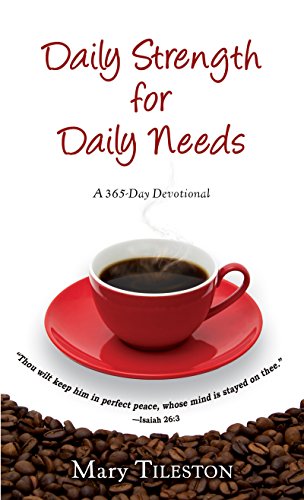 Daily Strength
for
Daily Needs
A 365-Day Devotional
"Thou wilt keep him in perfect peace, whose mind is stayed on thee."
—Isaiah 26:3
Mary Tileston